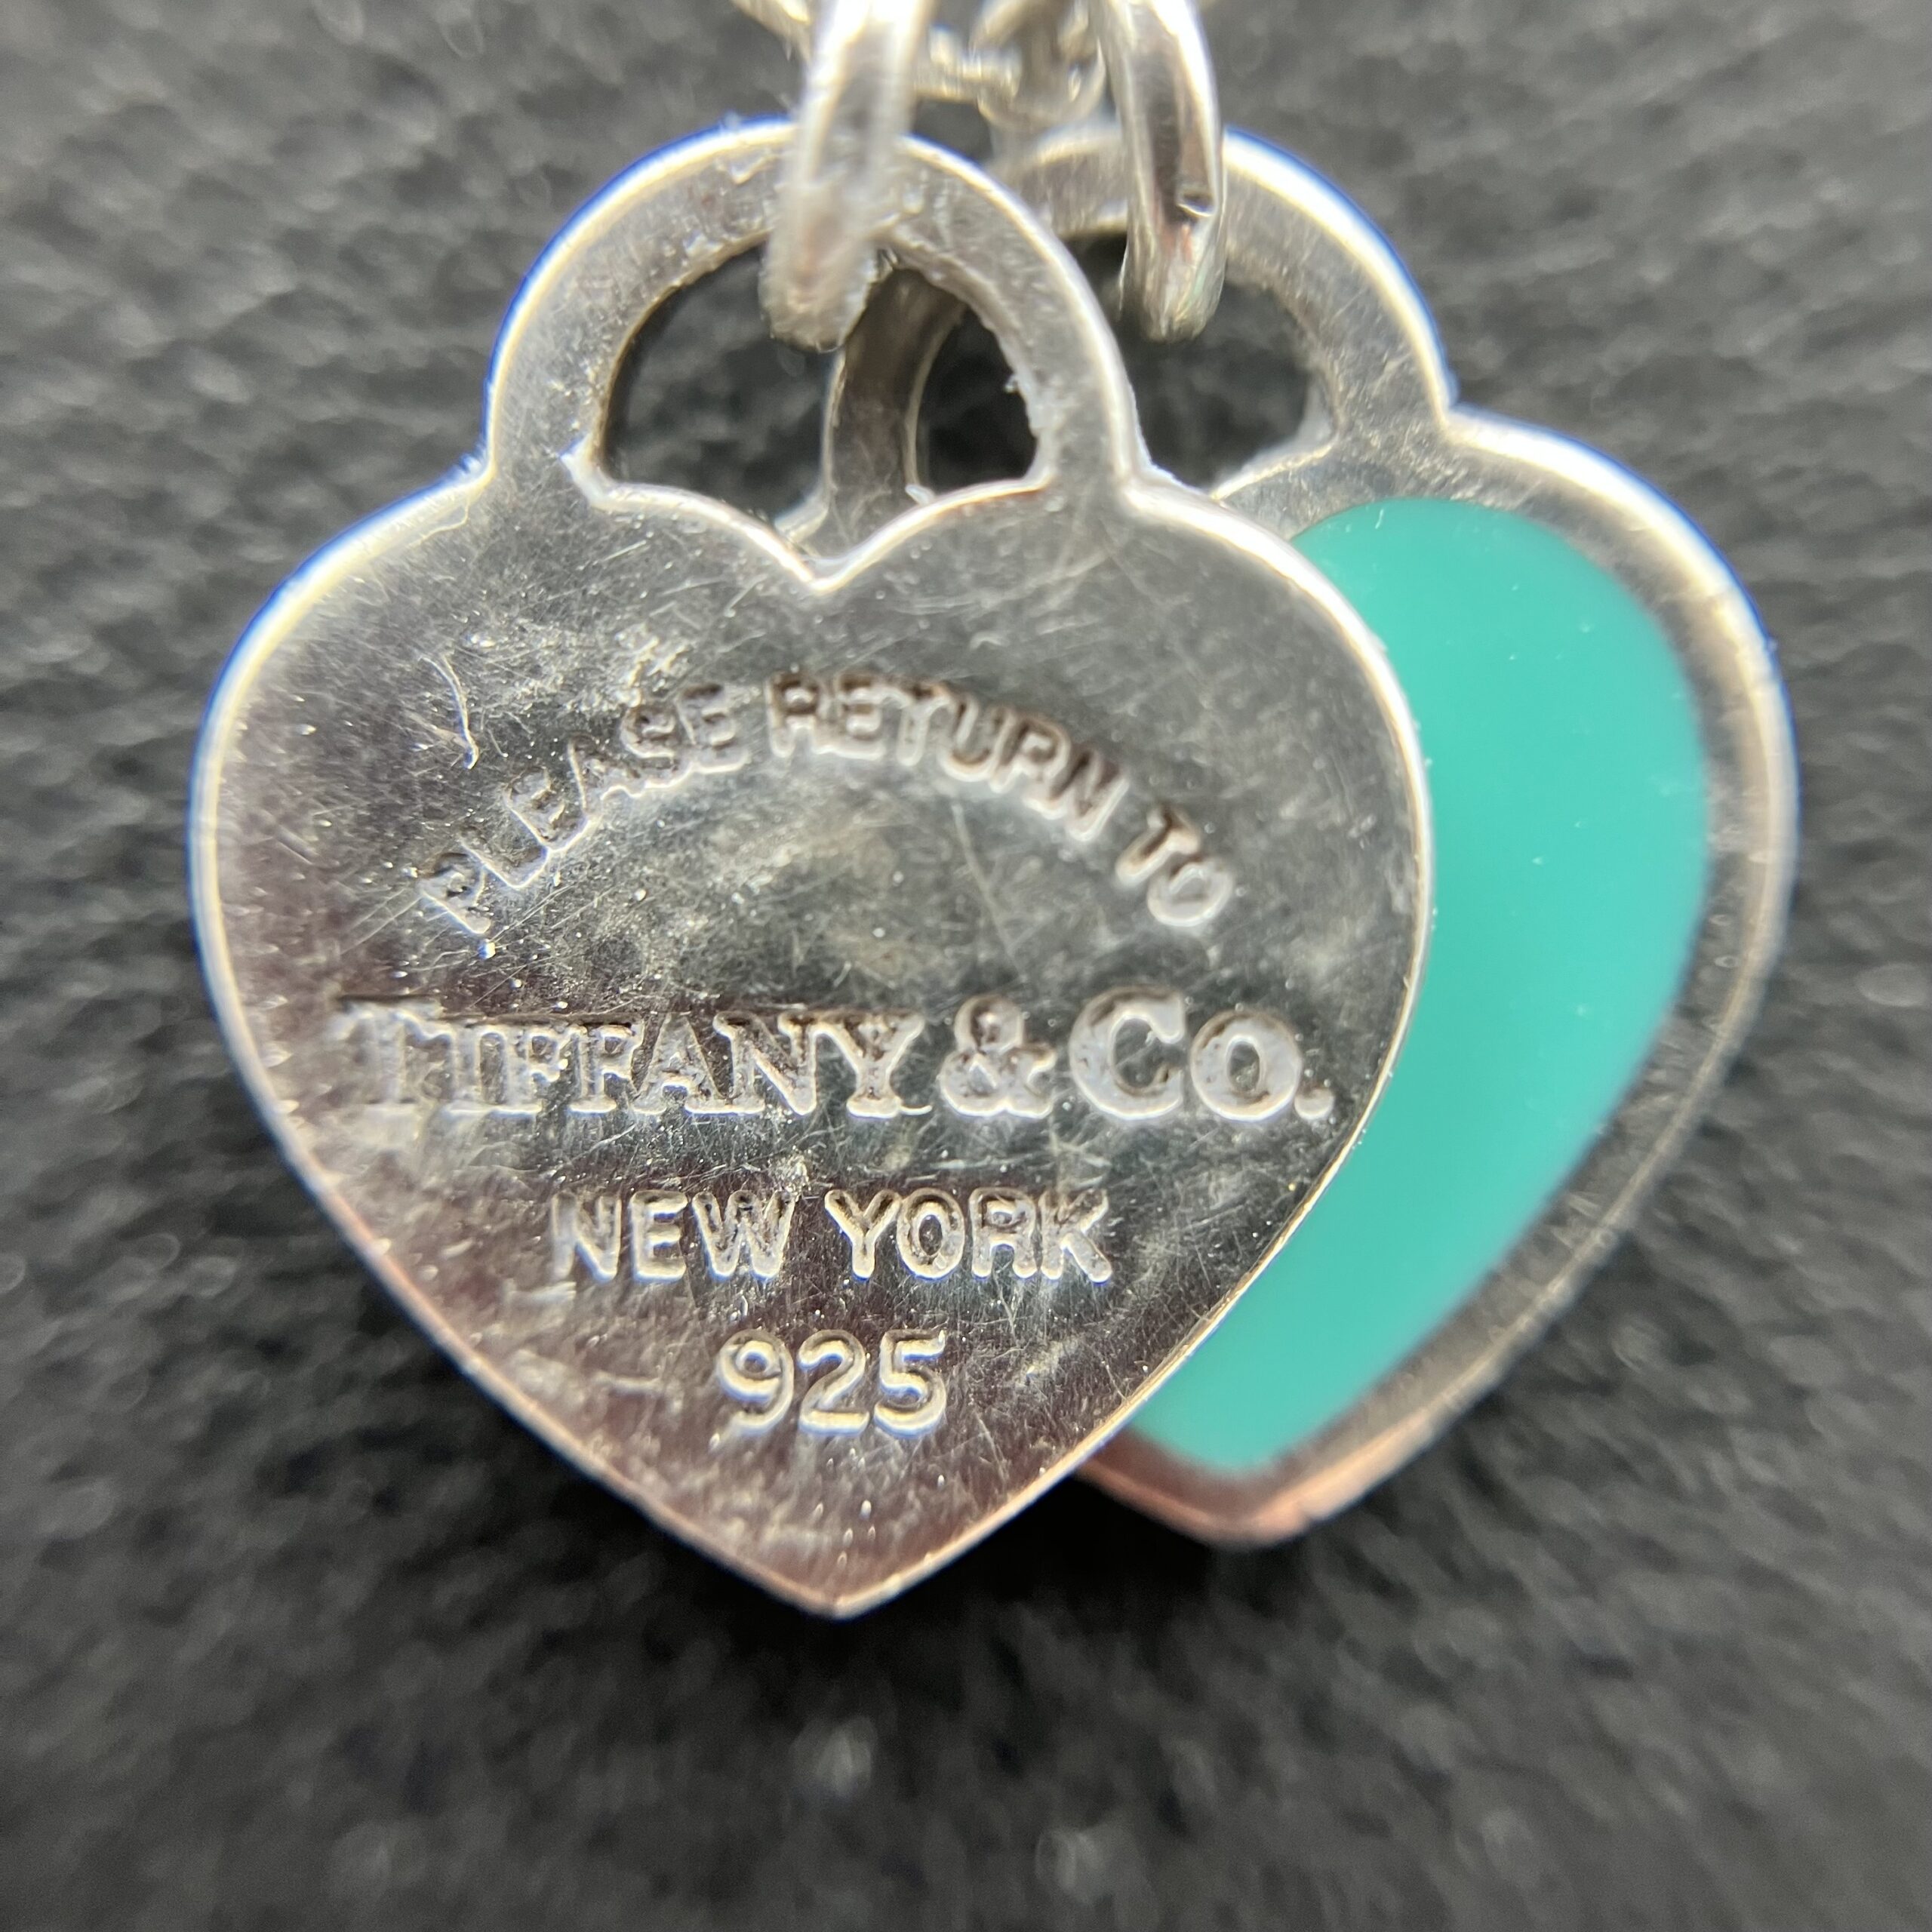 PLEASE RETURN TO
TIFFANY & CO.
NEW YORK
925